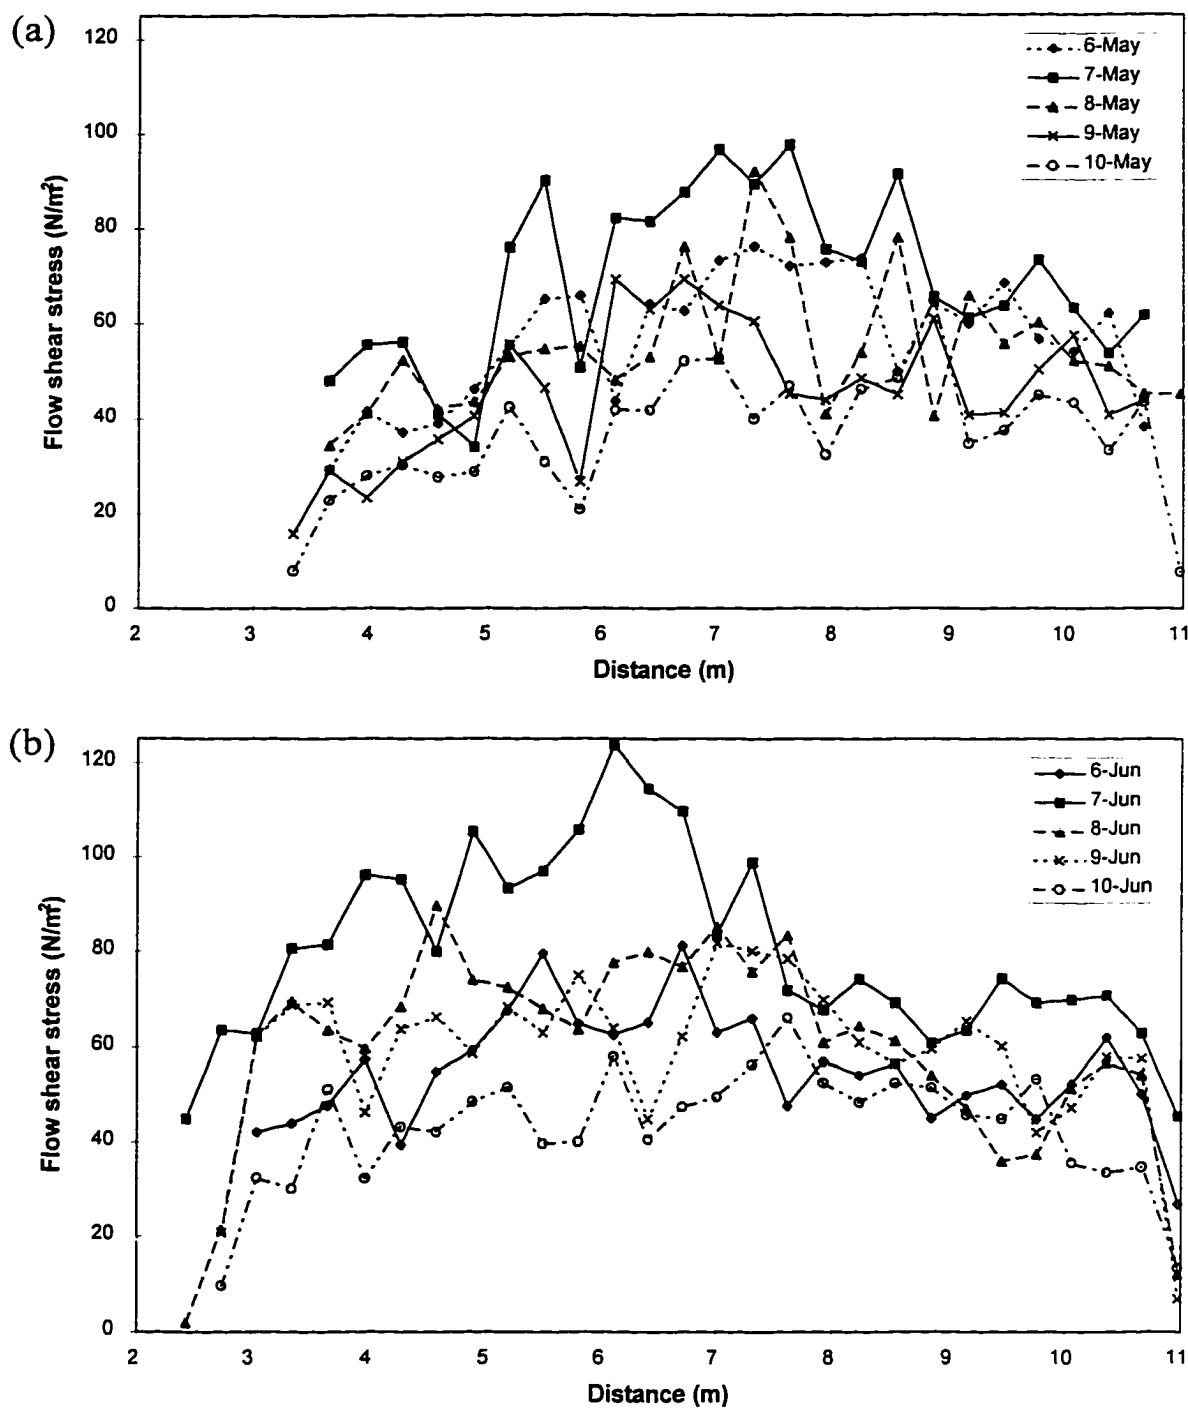 (a)
120
100
80
60
40
20
0
Flow shear stress (N/m²)
6-May
7-May
8-May
9-May
10-May
2 3 4 5 6 7 8 9 10 11
Distance (m)
(b)
120
100
80
60
40
20
0
Flow shear stress (N/m²)
6-Jun
7-Jun
8-Jun
9-Jun
10-Jun
2 3 4 5 6 7 8 9 10 11
Distance (m)